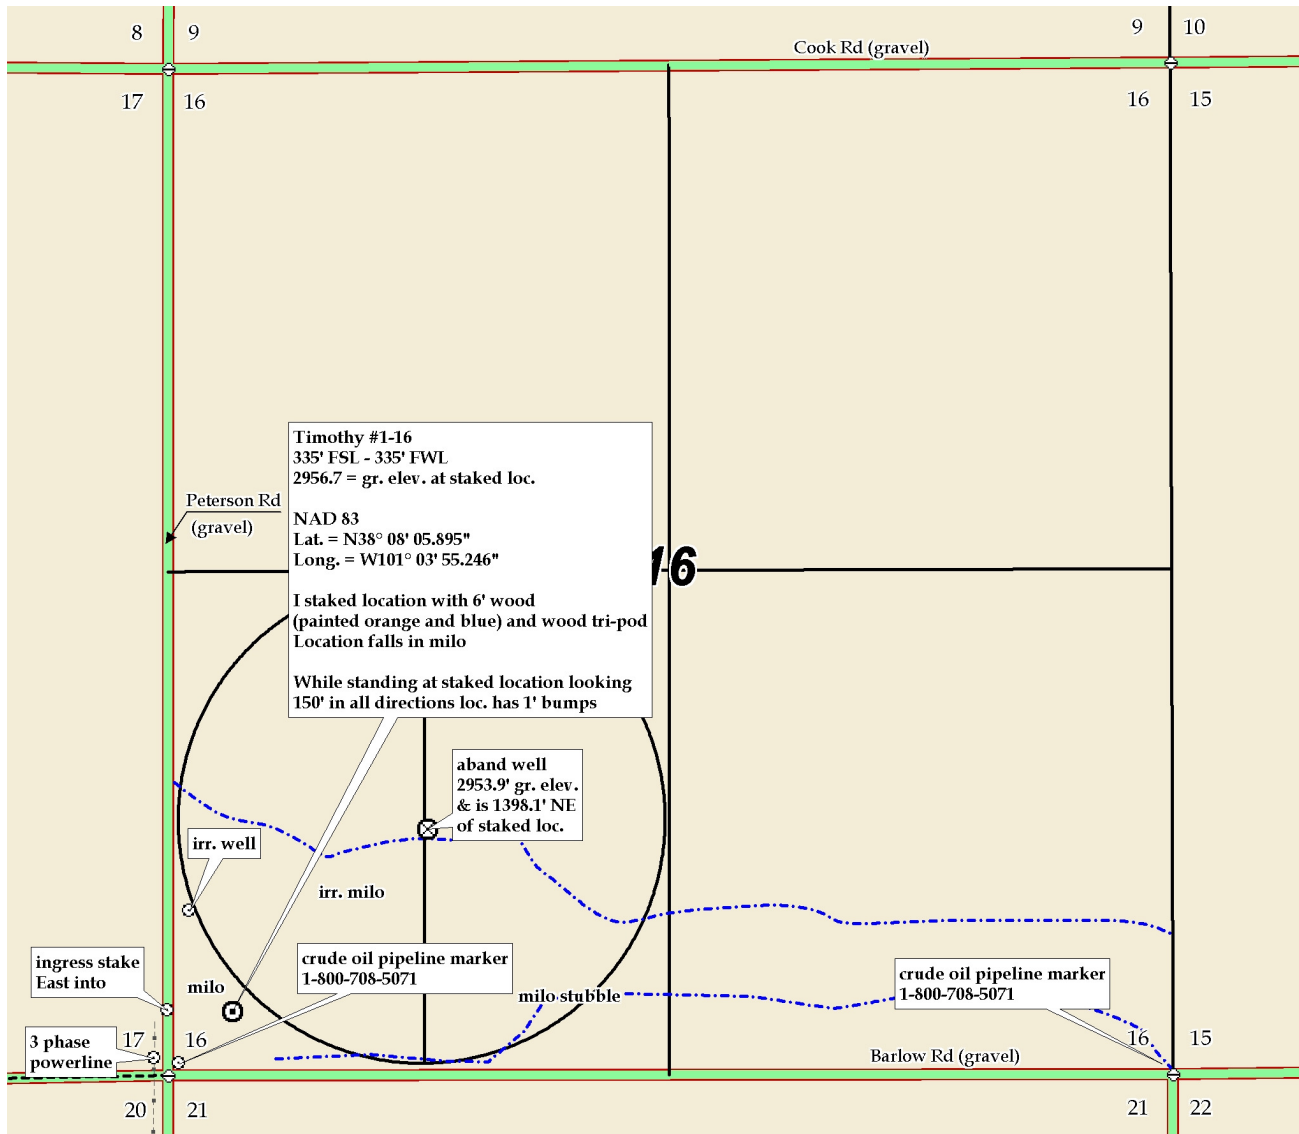 8 9
9 10
Cook Rd (gravel)
17 16
16 15
Timothy #1-16
335' FSL - 335' FWL
2956.7 = gr. elev. at staked loc.
NAD 83
Lat. = N38° 08' 05.895"
Long. = W101° 03' 55.246"
I staked location with 6' wood
(painted orange and blue) and wood tri-pod
Location falls in milo
While standing at staked location looking
150' in all directions loc. has 1' bumps
Peterson Rd
(gravel)
16
aband well
2953.9' gr. elev.
& is 1398.1' NE
of staked loc.
irr. well
irr. milo
crude oil pipeline marker
1-800-708-5071
ingress stake
East into
milo
milo stubble
crude oil pipeline marker
1-800-708-5071
3 phase
powerline
17 16
16 15
Barlow Rd (gravel)
20 21
21 22